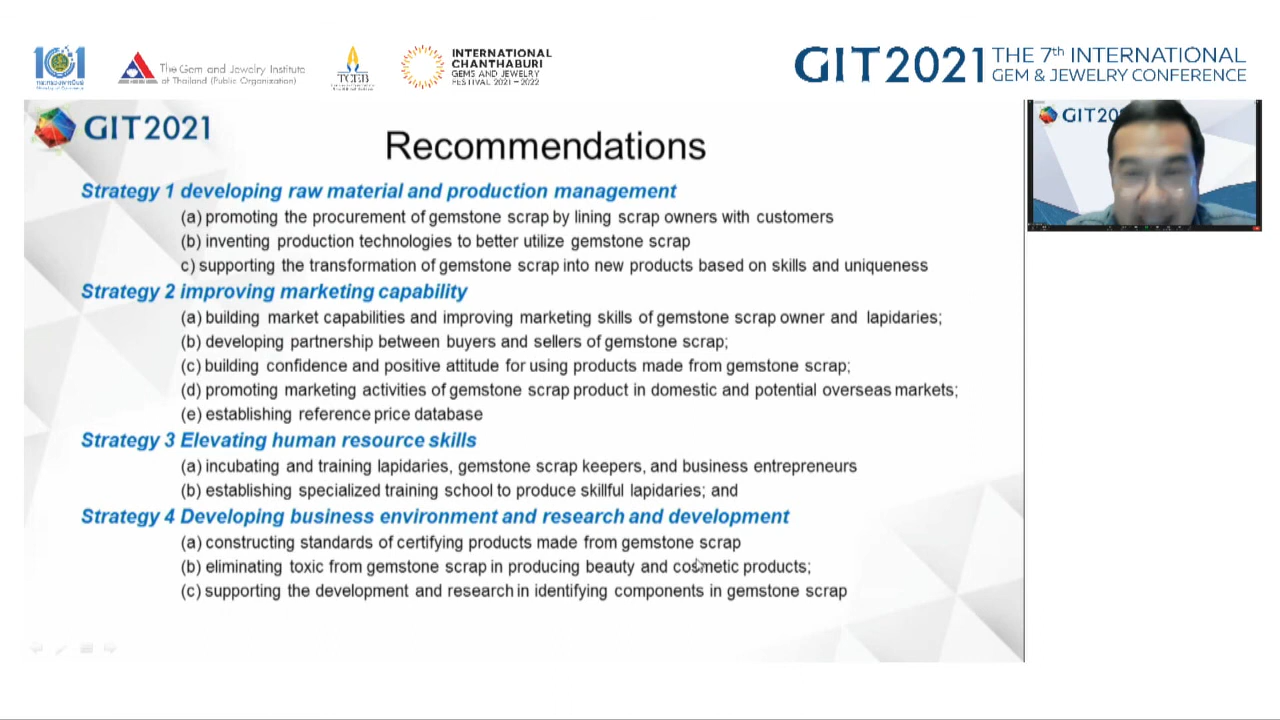 101
The Gem and Jewelry Institute
of Thailand (Public Organization)
TCEB
INTERNATIONAL
CHANTHABURI
GEMS AND JEWELRY
FESTIVAL 2021 – 2022
GIT2021 THE 7th INTERNATIONAL
GEM & JEWELRY CONFERENCE
GIT2021
GIT20
Recommendations
Strategy 1 developing raw material and production management
(a) promoting the procurement of gemstone scrap by lining scrap owners with customers
(b) inventing production technologies to better utilize gemstone scrap
c) supporting the transformation of gemstone scrap into new products based on skills and uniqueness
Strategy 2 improving marketing capability
(a) building market capabilities and improving marketing skills of gemstone scrap owner and lapidaries;
(b) developing partnership between buyers and sellers of gemstone scrap;
(c) building confidence and positive attitude for using products made from gemstone scrap;
(d) promoting marketing activities of gemstone scrap product in domestic and potential overseas markets;
(e) establishing reference price database
Strategy 3 Elevating human resource skills
(a) incubating and training lapidaries, gemstone scrap keepers, and business entrepreneurs
(b) establishing specialized training school to produce skillful lapidaries; and
Strategy 4 Developing business environment and research and development
(a) constructing standards of certifying products made from gemstone scrap
(b) eliminating toxic from gemstone scrap in producing beauty and cosmetic products;
(c) supporting the development and research in identifying components in gemstone scrap